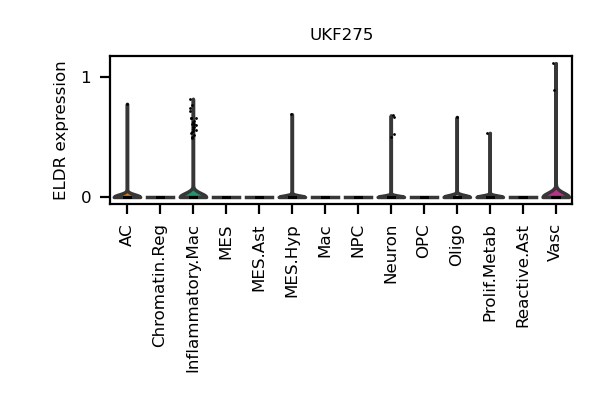 UKF275
ELDR expression
1
0
AC
Chromatin.Reg
Inflammatory.Mac
MES
MES.Ast
MES.Hyp
Mac
NPC
Neuron
OPC
Oligo
Prolif.Metab
Reactive.Ast
Vasc